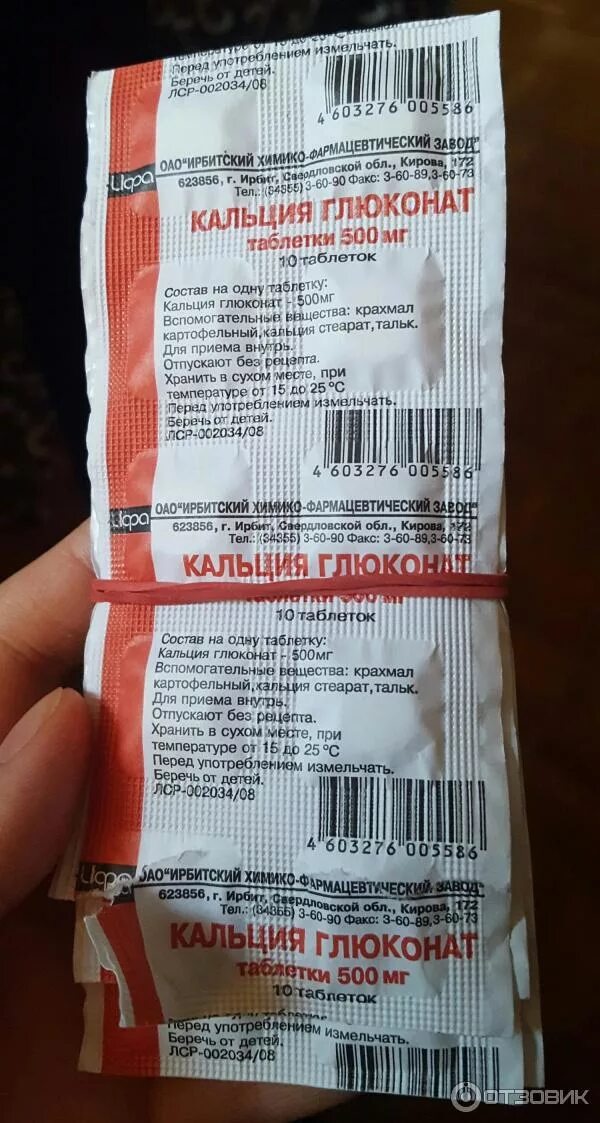 температуре от 15 до 25 °С
Перед употреблением измельчать.
Беречь от детей.
ЛСР-002034/08
4 603276 005586
Ирфа
ОАО"ИРБИТСКИЙ ХИМИКО-ФАРМАЦЕВТИЧЕСКИЙ ЗАВОД"
623856, г. Ирбит, Свердловской обл., Кирова, 172
Тел.: (34355) 3-60-90 Факс: 3-60-89,3-60-73
КАЛЬЦИЯ ГЛЮКОНАТ
таблетки 500 мг
10 таблеток
Состав на одну таблетку:
Кальция глюконат - 500мг
Вспомогательные вещества: крахмал
картофельный,кальция стеарат,тальк.
Для приема внутрь.
Отпускают без рецепта.
Хранить в сухом месте, при
температуре от 15 до 25 °С
Перед употреблением измельчать.
Беречь от детей.
ЛСР-002034/08
4 603276 005586
Ирфа
ОАО"ИРБИТСКИЙ ХИМИКО-ФАРМАЦЕВТИЧЕСКИЙ ЗАВОД"
623856, г. Ирбит, Свердловской обл., Кирова, 172
Тел.: (34355) 3-60-90 Факс: 3-60-89,3-60-73
КАЛЬЦИЯ ГЛЮКОНАТ
таблетки 500 мг
10 таблеток
Состав на одну таблетку:
Кальция глюконат - 500мг
Вспомогательные вещества: крахмал
картофельный,кальция стеарат,тальк.
Для приема внутрь.
Отпускают без рецепта.
Хранить в сухом месте, при
температуре от 15 до 25 °С
Перед употреблением измельчать.
Беречь от детей.
ЛСР-002034/08
4 603276 005586
Ирфа
ОАО"ИРБИТСКИЙ ХИМИКО-ФАРМАЦЕВТИЧЕСКИЙ ЗАВОД"
623856, г. Ирбит, Свердловской обл., Кирова, 172
Тел.: (34355) 3-60-90 Факс: 3-60-89,3-60-73
КАЛЬЦИЯ ГЛЮКОНАТ
таблетки 500 мг
10 таблеток
Перед употреблением измельчать.
Беречь от детей.
ЛСР-002034/08
ОТЗОВИК